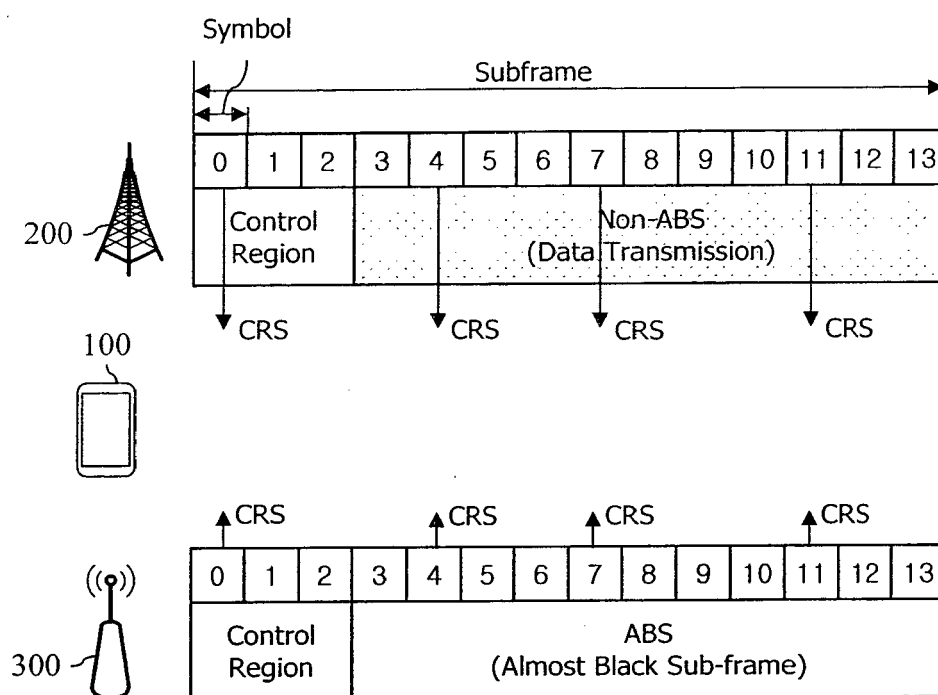 Symbol
Subframe
0 1 2 3 4 5 6 7 8 9 10 11 12 13
200
Control
Region
Non-ABS
(Data Transmission)
CRS CRS CRS CRS
100
CRS CRS CRS CRS
0 1 2 3 4 5 6 7 8 9 10 11 12 13
300
Control
Region
ABS
(Almost Black Sub-frame)